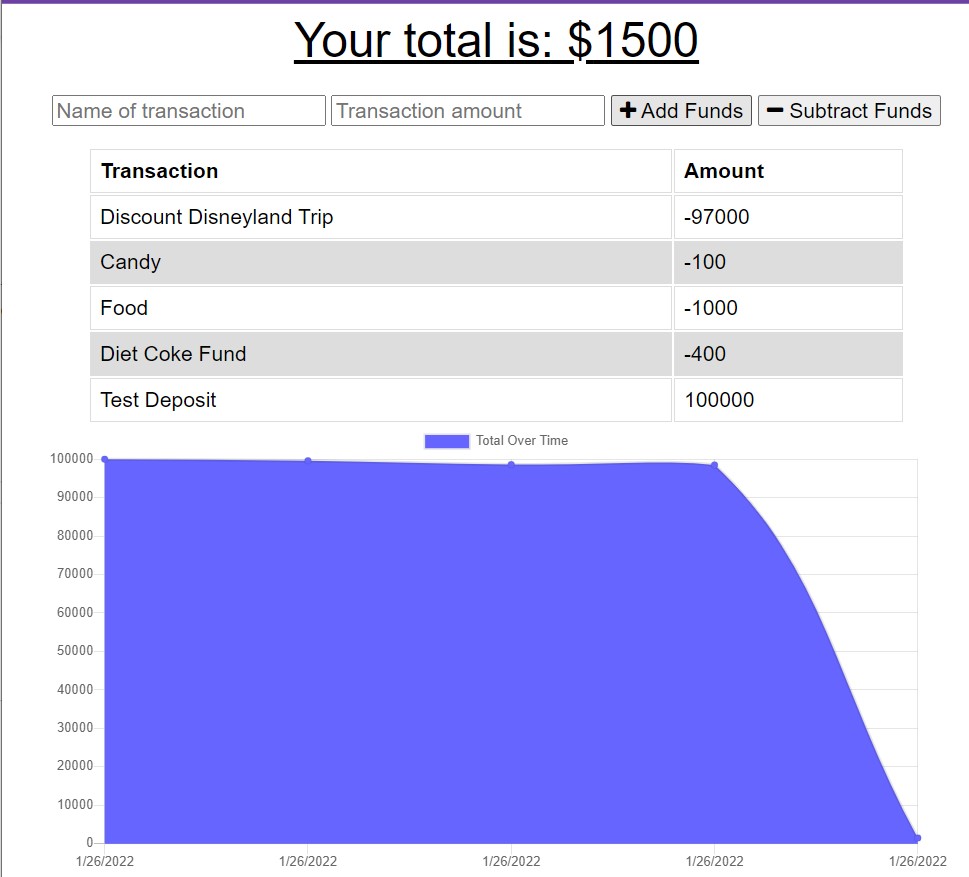 Your total is: $1500
Name of transaction Transaction amount + Add Funds − Subtract Funds
Transaction Amount
Discount Disneyland Trip -97000
Candy -100
Food -1000
Diet Coke Fund -400
Test Deposit 100000
Total Over Time
100000
90000
80000
70000
60000
50000
40000
30000
20000
10000
0
1/26/2022 1/26/2022 1/26/2022 1/26/2022 1/26/2022